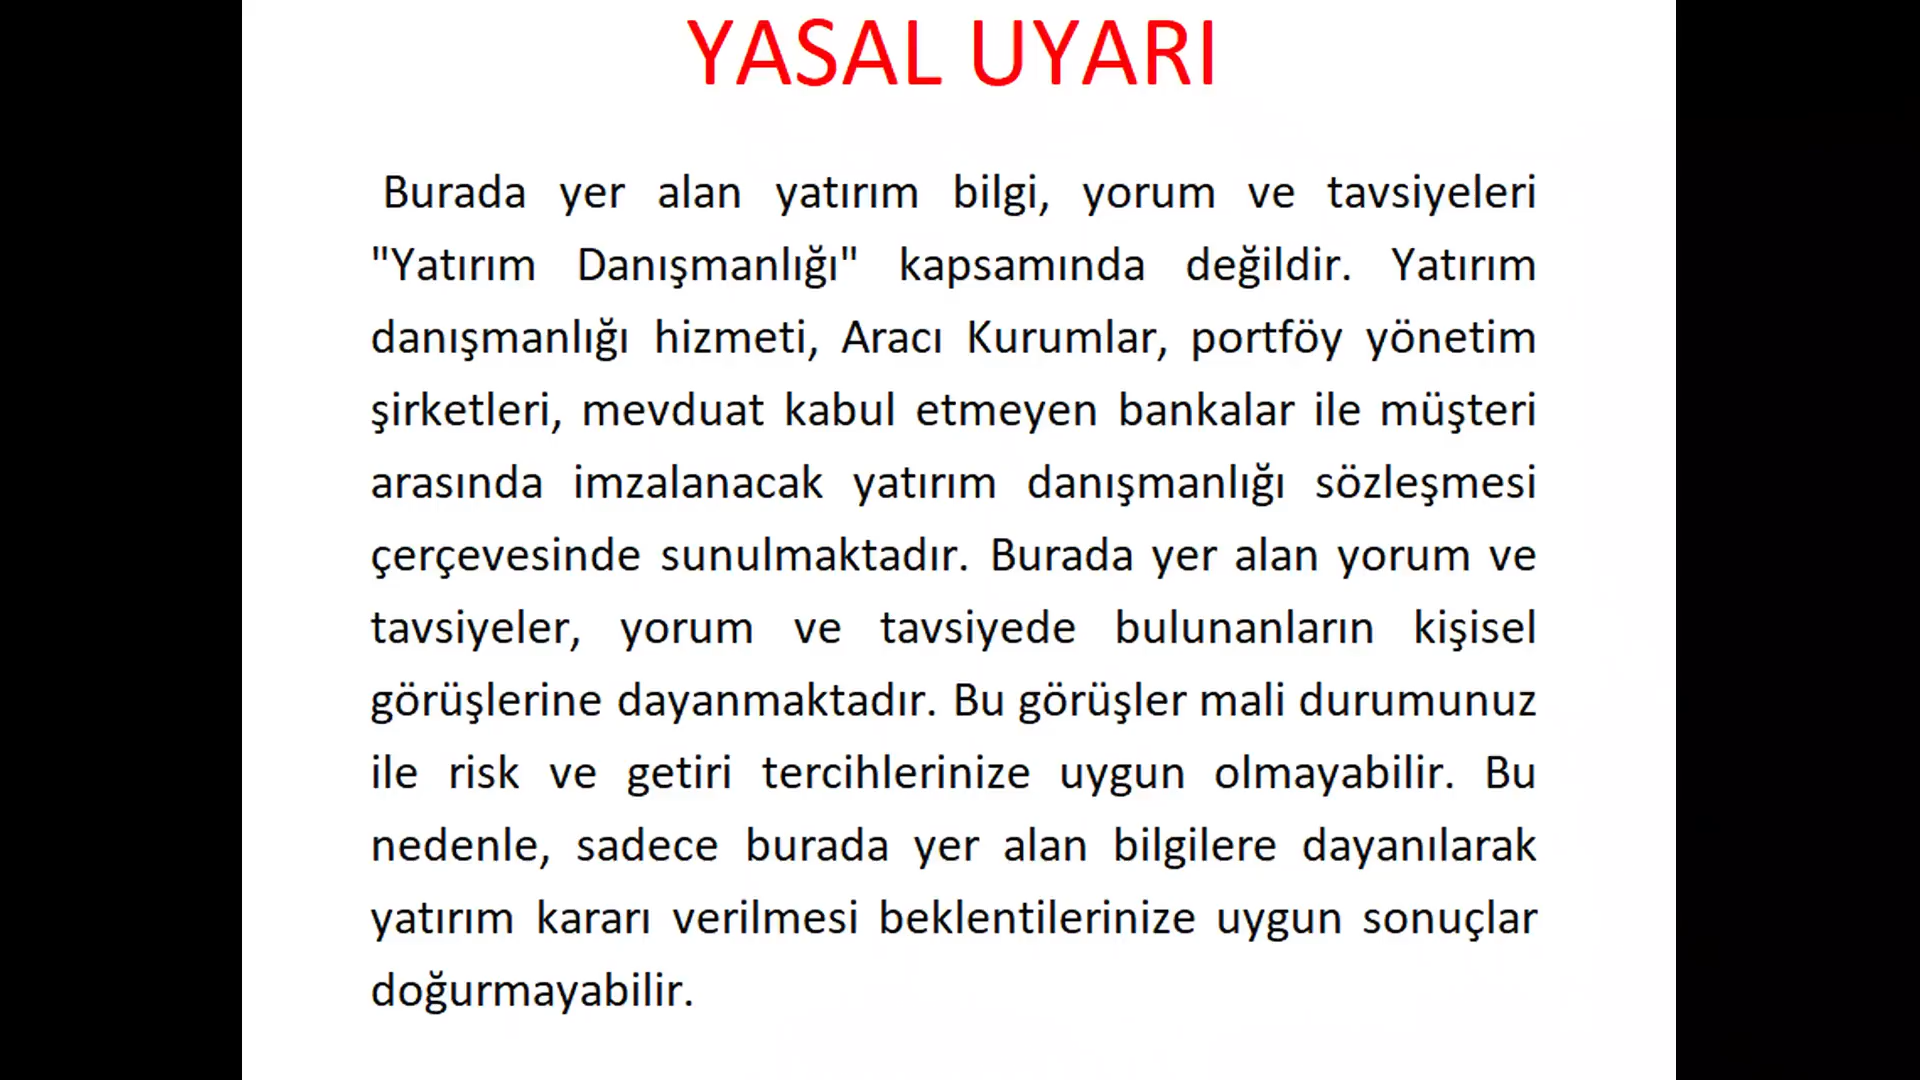 YASAL UYARI
Burada yer alan yatırım bilgi, yorum ve tavsiyeleri
"Yatırım Danışmanlığı" kapsamında değildir. Yatırım
danışmanlığı hizmeti, Aracı Kurumlar, portföy yönetim
şirketleri, mevduat kabul etmeyen bankalar ile müşteri
arasında imzalanacak yatırım danışmanlığı sözleşmesi
çerçevesinde sunulmaktadır. Burada yer alan yorum ve
tavsiyeler, yorum ve tavsiyede bulunanların kişisel
görüşlerine dayanmaktadır. Bu görüşler mali durumunuz
ile risk ve getiri tercihlerinize uygun olmayabilir. Bu
nedenle, sadece burada yer alan bilgilere dayanılarak
yatırım kararı verilmesi beklentilerinize uygun sonuçlar
doğurmayabilir.